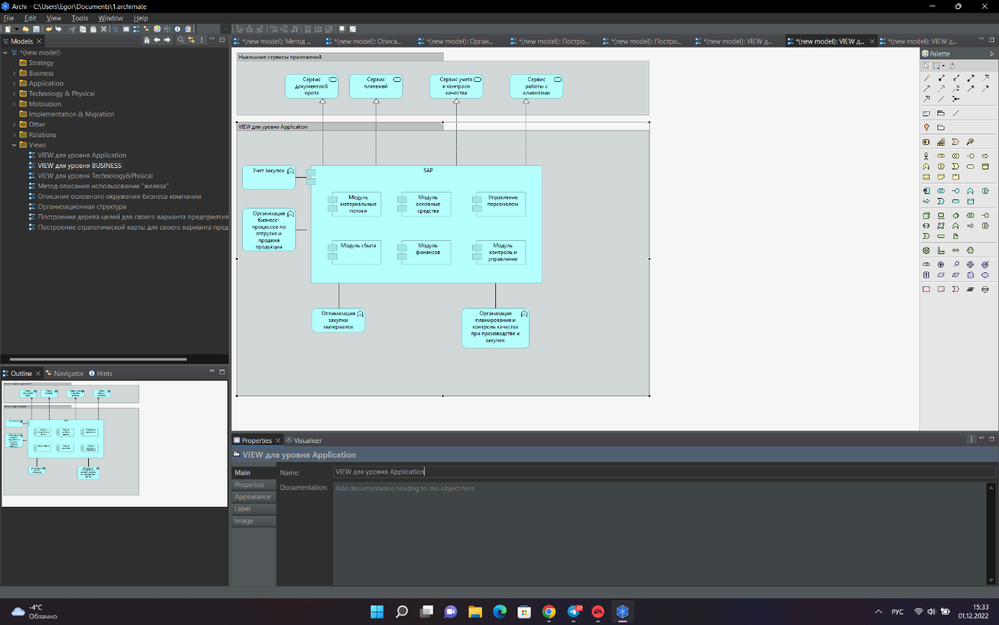 Archi - C:\Users\Egor\Documents\1.archimate
File Edit View Tools Window Help
Models
*(new model)
Strategy
Business
Application
Technology & Physical
Motivation
Implementation & Migration
Other
Relations
Views
VIEW для уровня Application
VIEW для уровня BUSINESS
VIEW для уровня Technology&Phisical
Метод описания использование "железа"
Описание основного окружения бизнеса компании
Организационная структура
Построение дерева целей для своего варианта предприятия
Построение стратегической карты для своего варианта пред
Outline Navigator Hints
*(new model): Метод ...
*(new model): Описа...
*(new model): Орган...
*(new model): Постро...
*(new model): Постро...
*(new model): VIEW д...
*(new model): VIEW д...
*(new model): VIEW д...
Нынешние сервисы приложений
Сервис
документооб
орота
Сервис
платежей
Сервис учета
и контроля
качества
Сервис
работы с
клиентами
VIEW для уровня Application
Учет закупок
SAP
Модуль
материальные
потоки
Модуль
основные
средства
Управление
персоналом
Организация
бизнес-
процессов по
отгрузке и
продаже
продукции
Модуль сбыта
Модуль
финансов
Модуль
контроль и
управление
Оптимизация
закупки
материалов
Организация
планирования и
контроль качества
при производстве и
закупок
Palette
Properties Visualiser
VIEW для уровня Application
Main
Properties
Appearance
Label
Image
Name: VIEW для уровня Application
Documentation: Add documentation relating to this object here
-4°C
Облачно
87
EA
РУС
15:33
01.12.2022